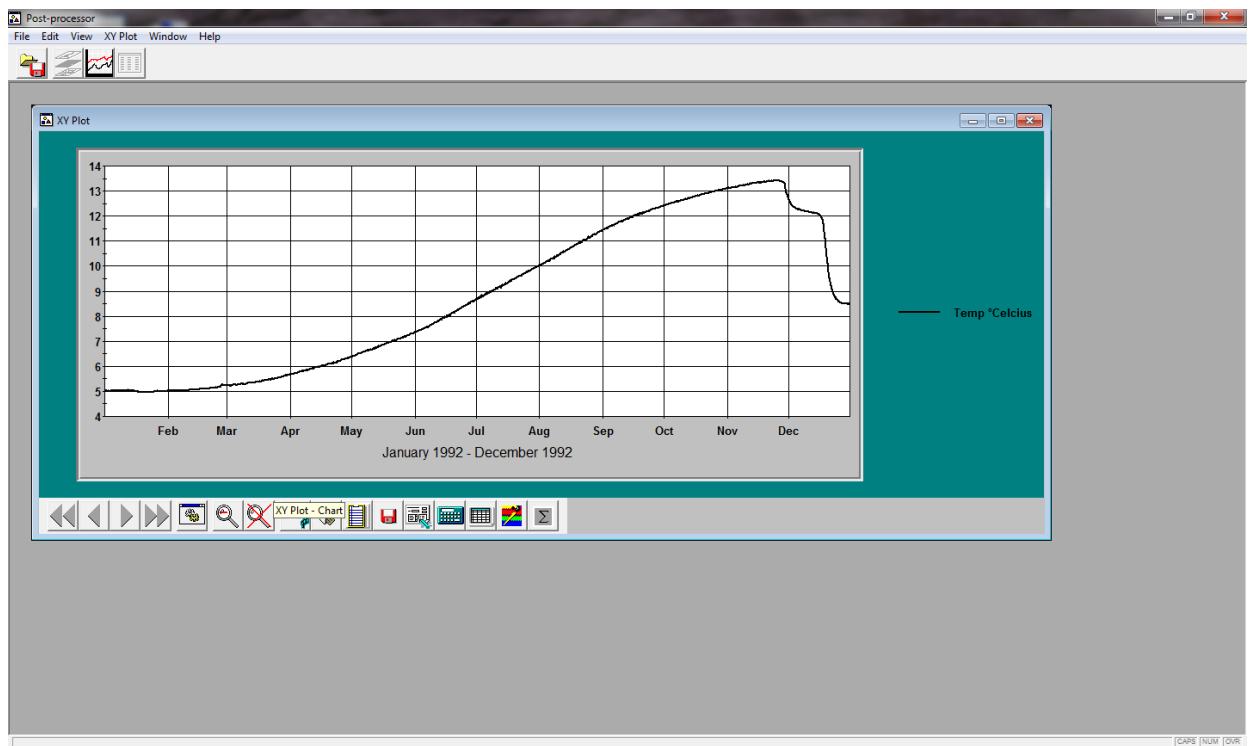 Post-processor
File Edit View XY Plot Window Help
XY Plot
14
13
12
11
10
9
8
7
6
5
4
Feb Mar Apr May Jun Jul Aug Sep Oct Nov Dec
January 1992 - December 1992
Temp °Celcius
XY Plot - Chart
CAPS NUM OVR